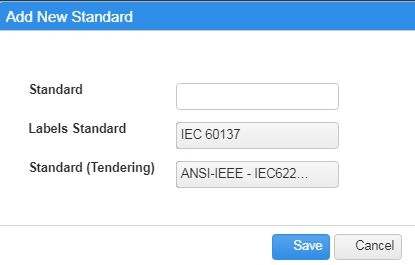 Add New Standard
Standard
Labels Standard
IEC 60137
Standard (Tendering)
ANSI-IEEE - IEC622...
Save
Cancel